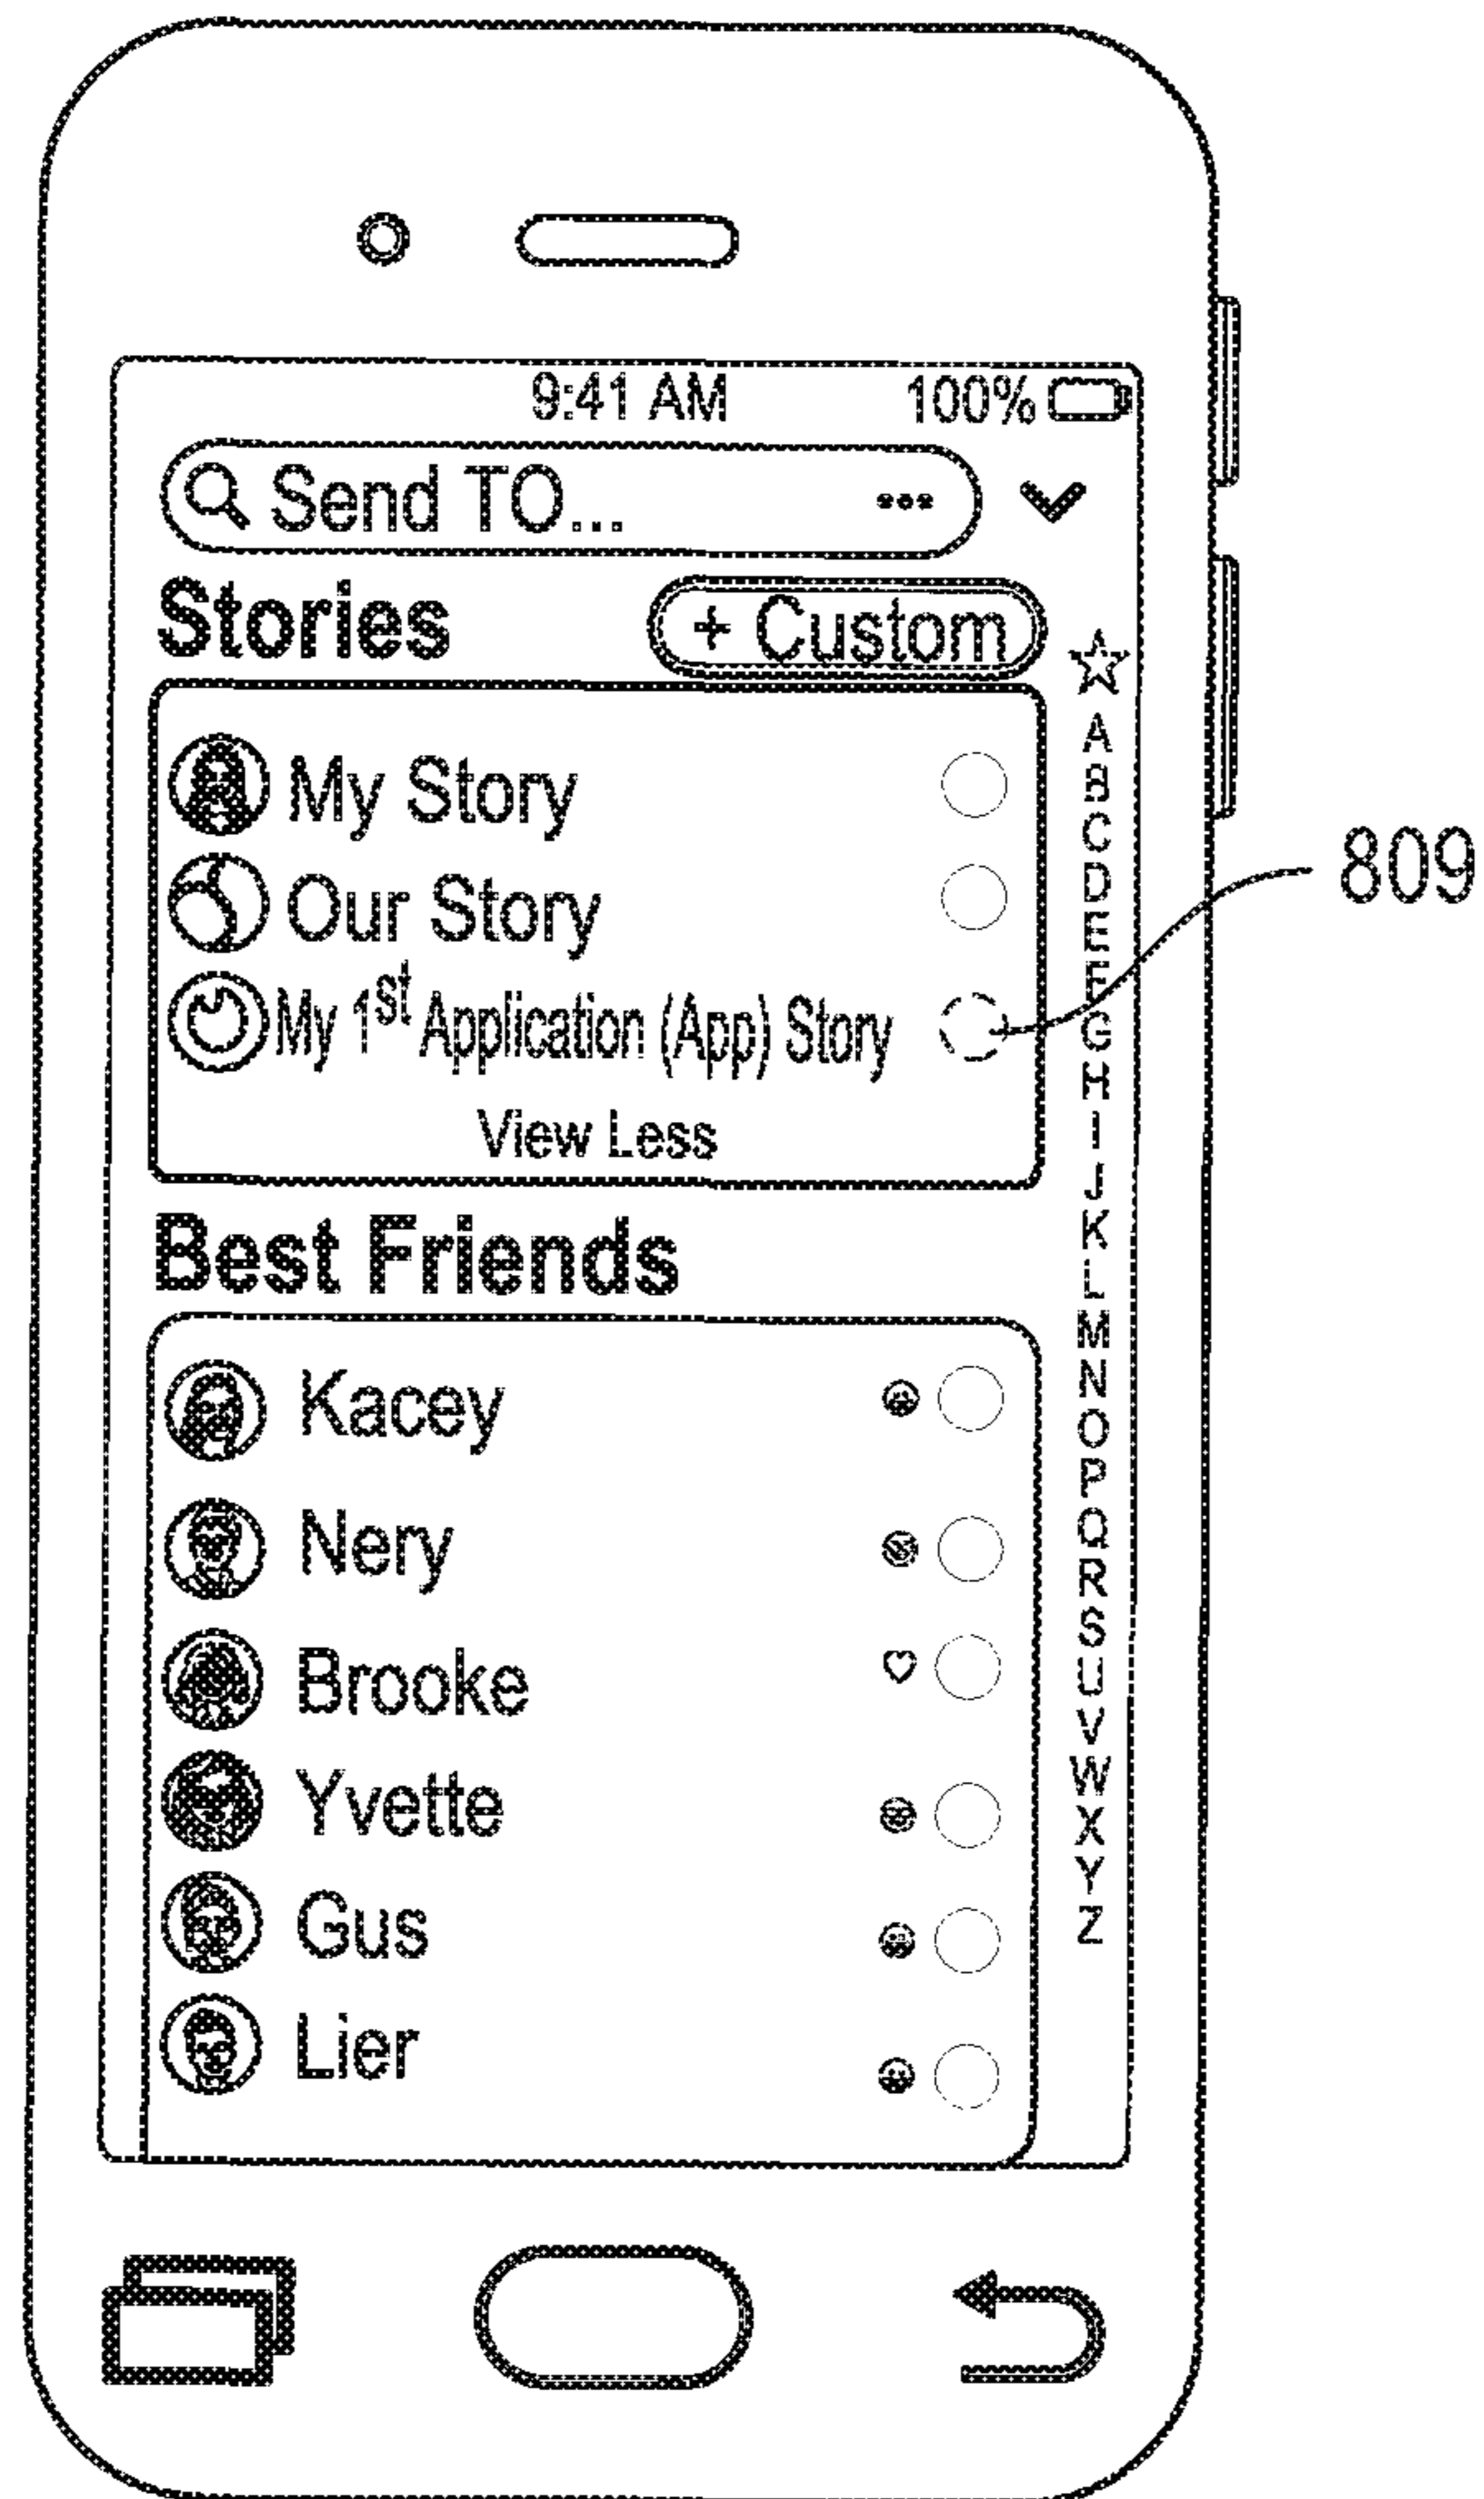 9:41 AM 100%
Send TO... •••
Stories + Custom
☆
My Story
Our Story
My 1st Application (App) Story
View Less
809
Best Friends
Kacey
Nery
Brooke
Yvette
Gus
Lier
A
B
C
D
E
F
G
H
I
J
K
L
M
N
O
P
Q
R
S
U
V
W
X
Y
Z